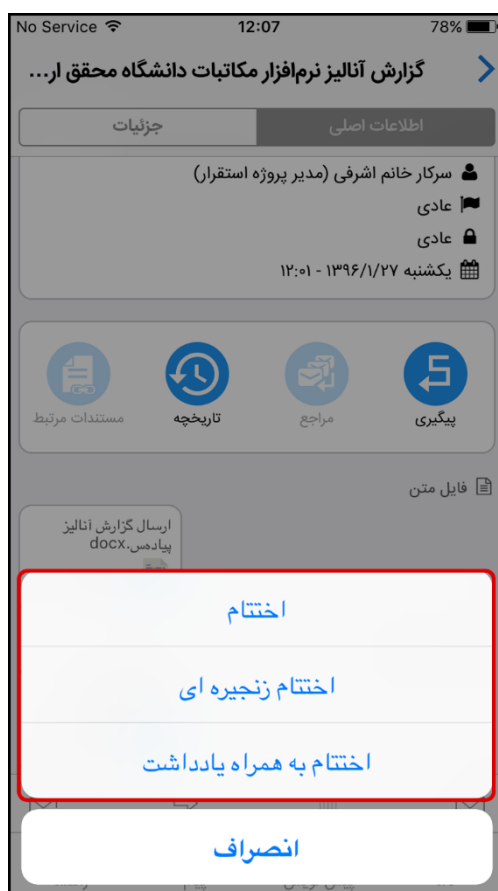 No Service 12:07 78%
گزارش آنالیز نرم‌افزار مکاتبات دانشگاه محقق ار...
اطلاعات اصلی
جزئیات
سرکار خانم اشرفی (مدیر پروژه استقرار)
عادی
عادی
یکشنبه ۱۳۹۶/۱/۲۷ - ۱۲:۰۱
پیگیری
مراجع
تاریخچه
مستندات مرتبط
فایل متن
ارسال گزارش آنالیز
پیاده‌س.docx
اختتام
اختتام زنجیره ای
اختتام به همراه یادداشت
انصراف